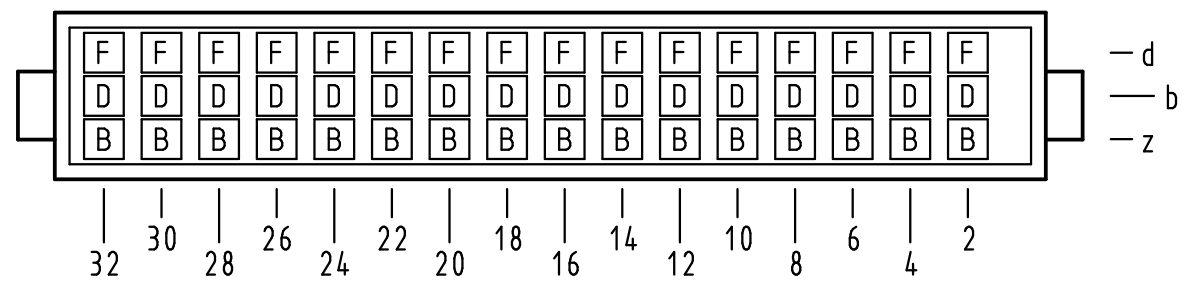 F F F F F F F F F F F F F F F F d
D D D D D D D D D D D D D D D D b
B B B B B B B B B B B B B B B B z
30 26 22 18 14 10 6 2
32 28 24 20 16 12 8 4